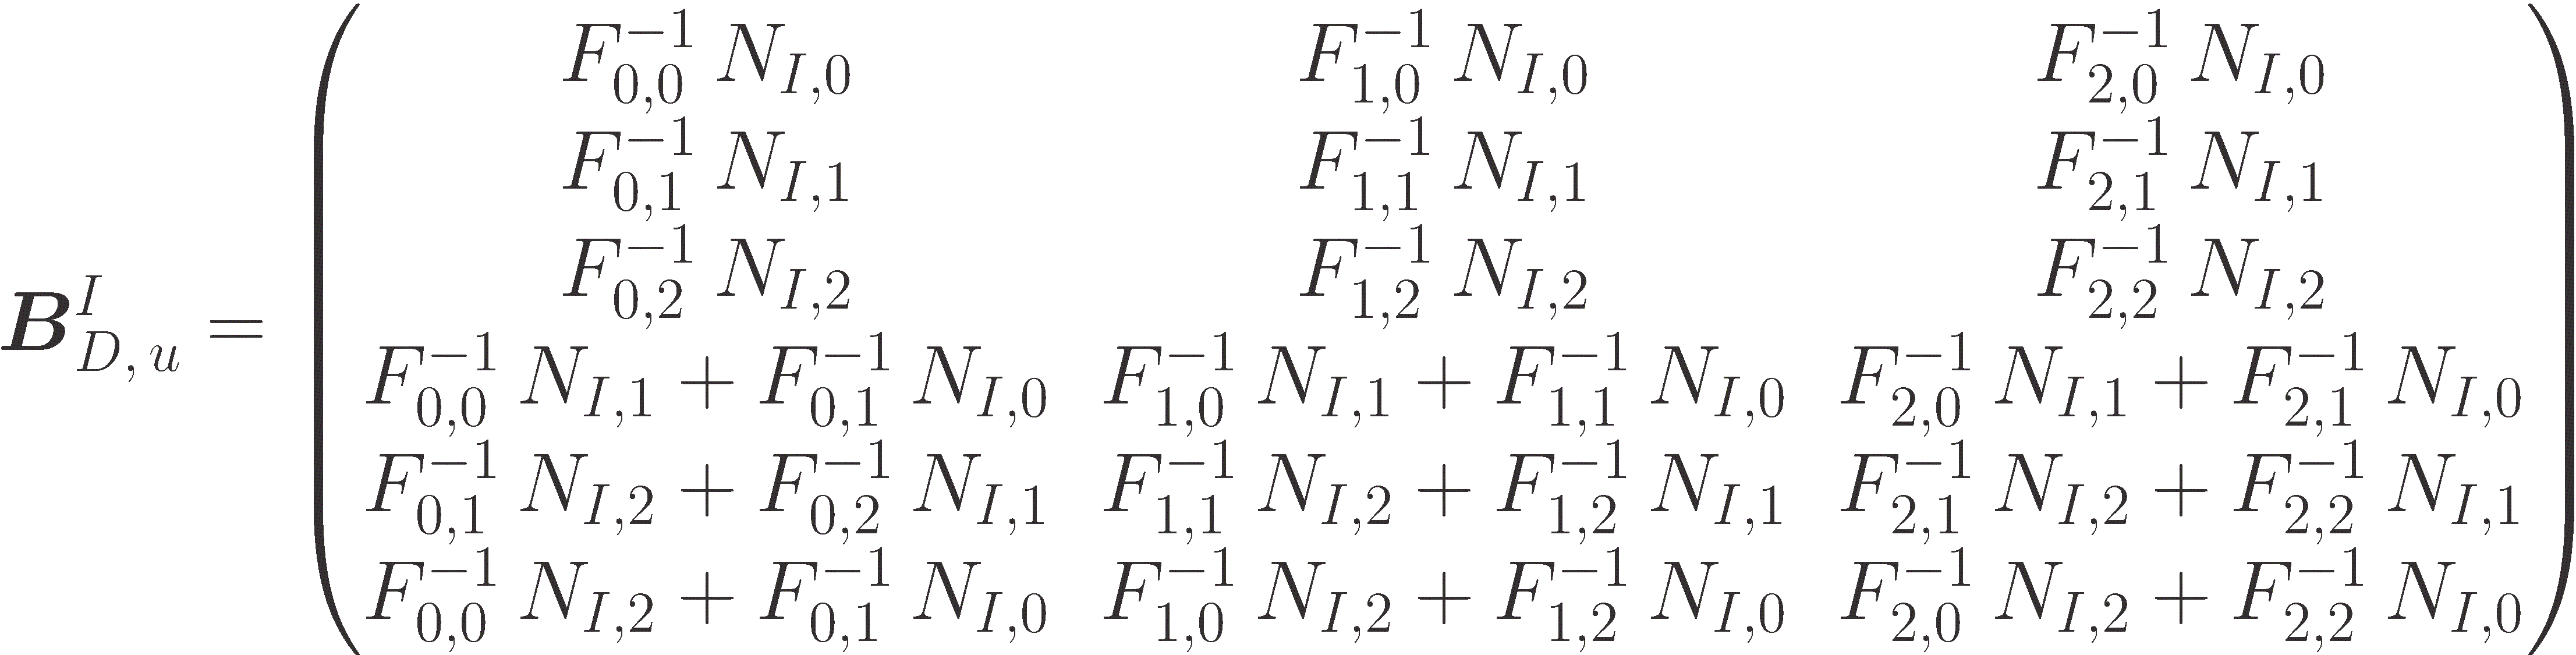 \boldsymbol{B}^{I}_{D,\,u} = \begin{pmatrix}
F^{-1}_{0,0} N_{I,0} & F^{-1}_{1,0} N_{I,0} & F^{-1}_{2,0} N_{I,0} \\
F^{-1}_{0,1} N_{I,1} & F^{-1}_{1,1} N_{I,1} & F^{-1}_{2,1} N_{I,1} \\
F^{-1}_{0,2} N_{I,2} & F^{-1}_{1,2} N_{I,2} & F^{-1}_{2,2} N_{I,2} \\
F^{-1}_{0,0} N_{I,1} + F^{-1}_{0,1} N_{I,0} & F^{-1}_{1,0} N_{I,1} + F^{-1}_{1,1} N_{I,0} & F^{-1}_{2,0} N_{I,1} + F^{-1}_{2,1} N_{I,0} \\
F^{-1}_{0,1} N_{I,2} + F^{-1}_{0,2} N_{I,1} & F^{-1}_{1,1} N_{I,2} + F^{-1}_{1,2} N_{I,1} & F^{-1}_{2,1} N_{I,2} + F^{-1}_{2,2} N_{I,1} \\
F^{-1}_{0,0} N_{I,2} + F^{-1}_{0,1} N_{I,0} & F^{-1}_{1,0} N_{I,2} + F^{-1}_{1,2} N_{I,0} & F^{-1}_{2,0} N_{I,2} + F^{-1}_{2,2} N_{I,0}
\end{pmatrix}